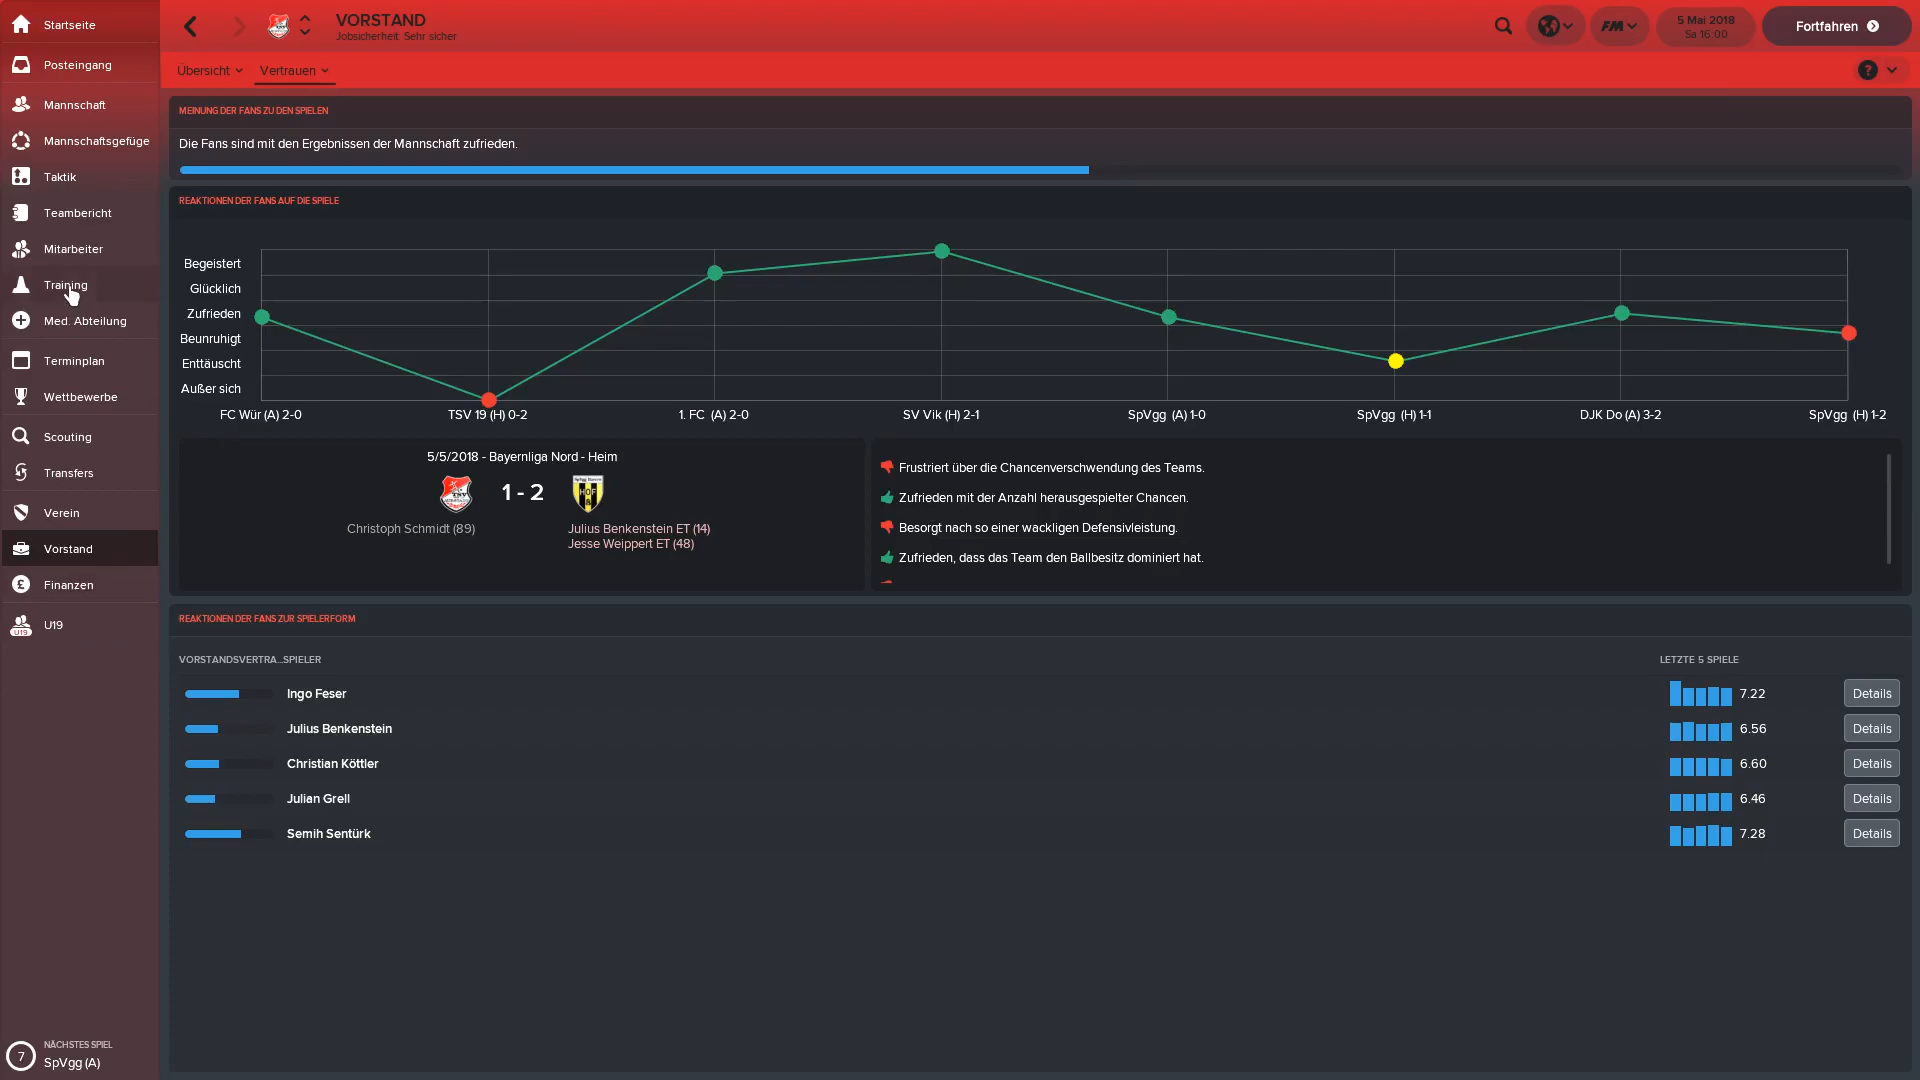 Startseite
Posteingang
Mannschaft
Mannschaftsgefüge
Taktik
Teambericht
Mitarbeiter
Training
Med. Abteilung
Terminplan
Wettbewerbe
Scouting
Transfers
Verein
Vorstand
Finanzen
U19
U19
NÄCHSTES SPIEL
7
SpVgg (A)
VORSTAND
Jobsicherheit: Sehr sicher
FM
5 Mai 2018
Sa 16:00
Fortfahren
Übersicht
Vertrauen
?
MEINUNG DER FANS ZU DEN SPIELEN
Die Fans sind mit den Ergebnissen der Mannschaft zufrieden.
REAKTIONEN DER FANS AUF DIE SPIELE
Begeistert
Glücklich
Zufrieden
Beunruhigt
Enttäuscht
Außer sich
FC Wür (A) 2-0
TSV 19 (H) 0-2
1. FC (A) 2-0
SV Vik (H) 2-1
SpVgg (A) 1-0
SpVgg (H) 1-1
DJK Do (A) 3-2
SpVgg (H) 1-2
5/5/2018 - Bayernliga Nord - Heim
TSV
1 - 2
HOF
Christoph Schmidt (89)
Julius Benkenstein ET (14)
Jesse Weippert ET (48)
Frustriert über die Chancenverschwendung des Teams.
Zufrieden mit der Anzahl herausgespielter Chancen.
Besorgt nach so einer wackligen Defensivleistung.
Zufrieden, dass das Team den Ballbesitz dominiert hat.
REAKTIONEN DER FANS ZUR SPIELERFORM
VORSTANDSVERTRA...SPIELER
LETZTE 5 SPIELE
Ingo Feser
7.22
Details
Julius Benkenstein
6.56
Details
Christian Köttler
6.60
Details
Julian Grell
6.46
Details
Semih Sentürk
7.28
Details